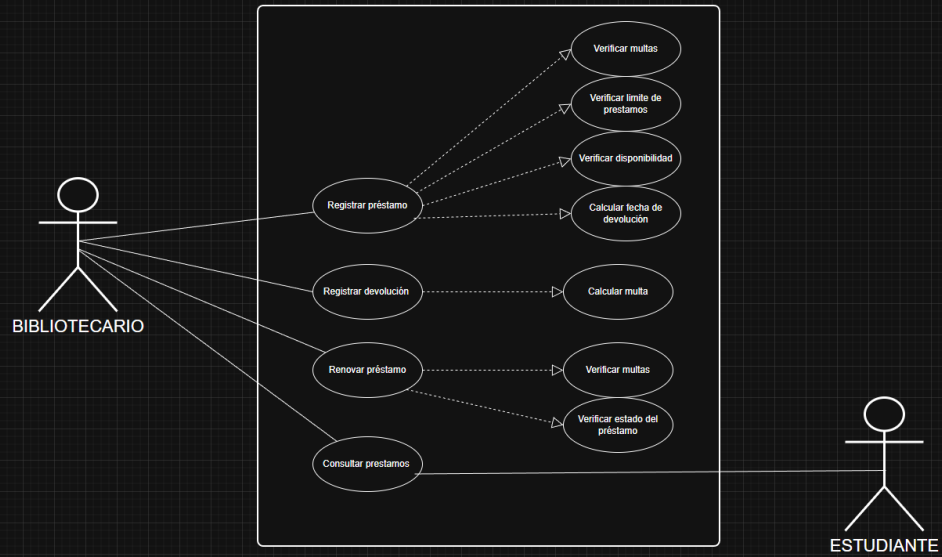 Verificar multas
Verificar limite de
prestamos
Verificar disponibilidad
Registrar préstamo
Calcular fecha de
devolución
Registrar devolución
Calcular multa
BIBLIOTECARIO
Renovar préstamo
Verificar multas
Verificar estado del
préstamo
Consultar prestamos
ESTUDIANTE